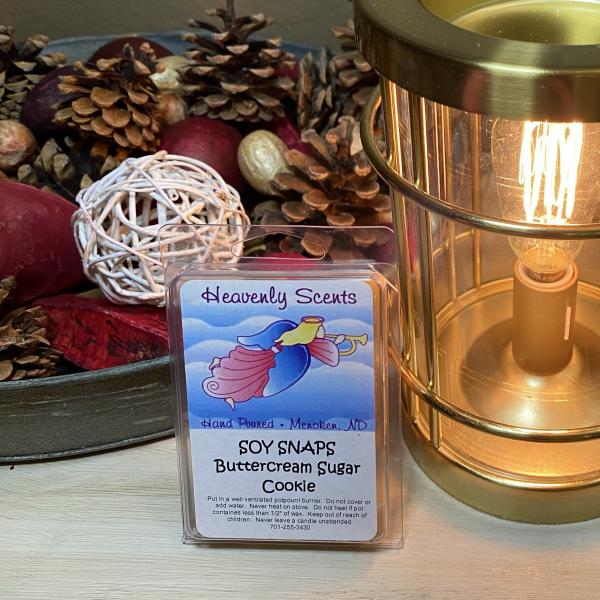 Heavenly Scents
Hand Poured • Menoken, ND
SOY SNAPS
Buttercream Sugar
Cookie
Put in a well ventilated potpourri burner. Do not cover or
add water. Never heat on stove. Do not heat if pot
containes less than 1/2" of wax. Keep out of reach of
children. Never leave a candle unattended.
701-255-3430